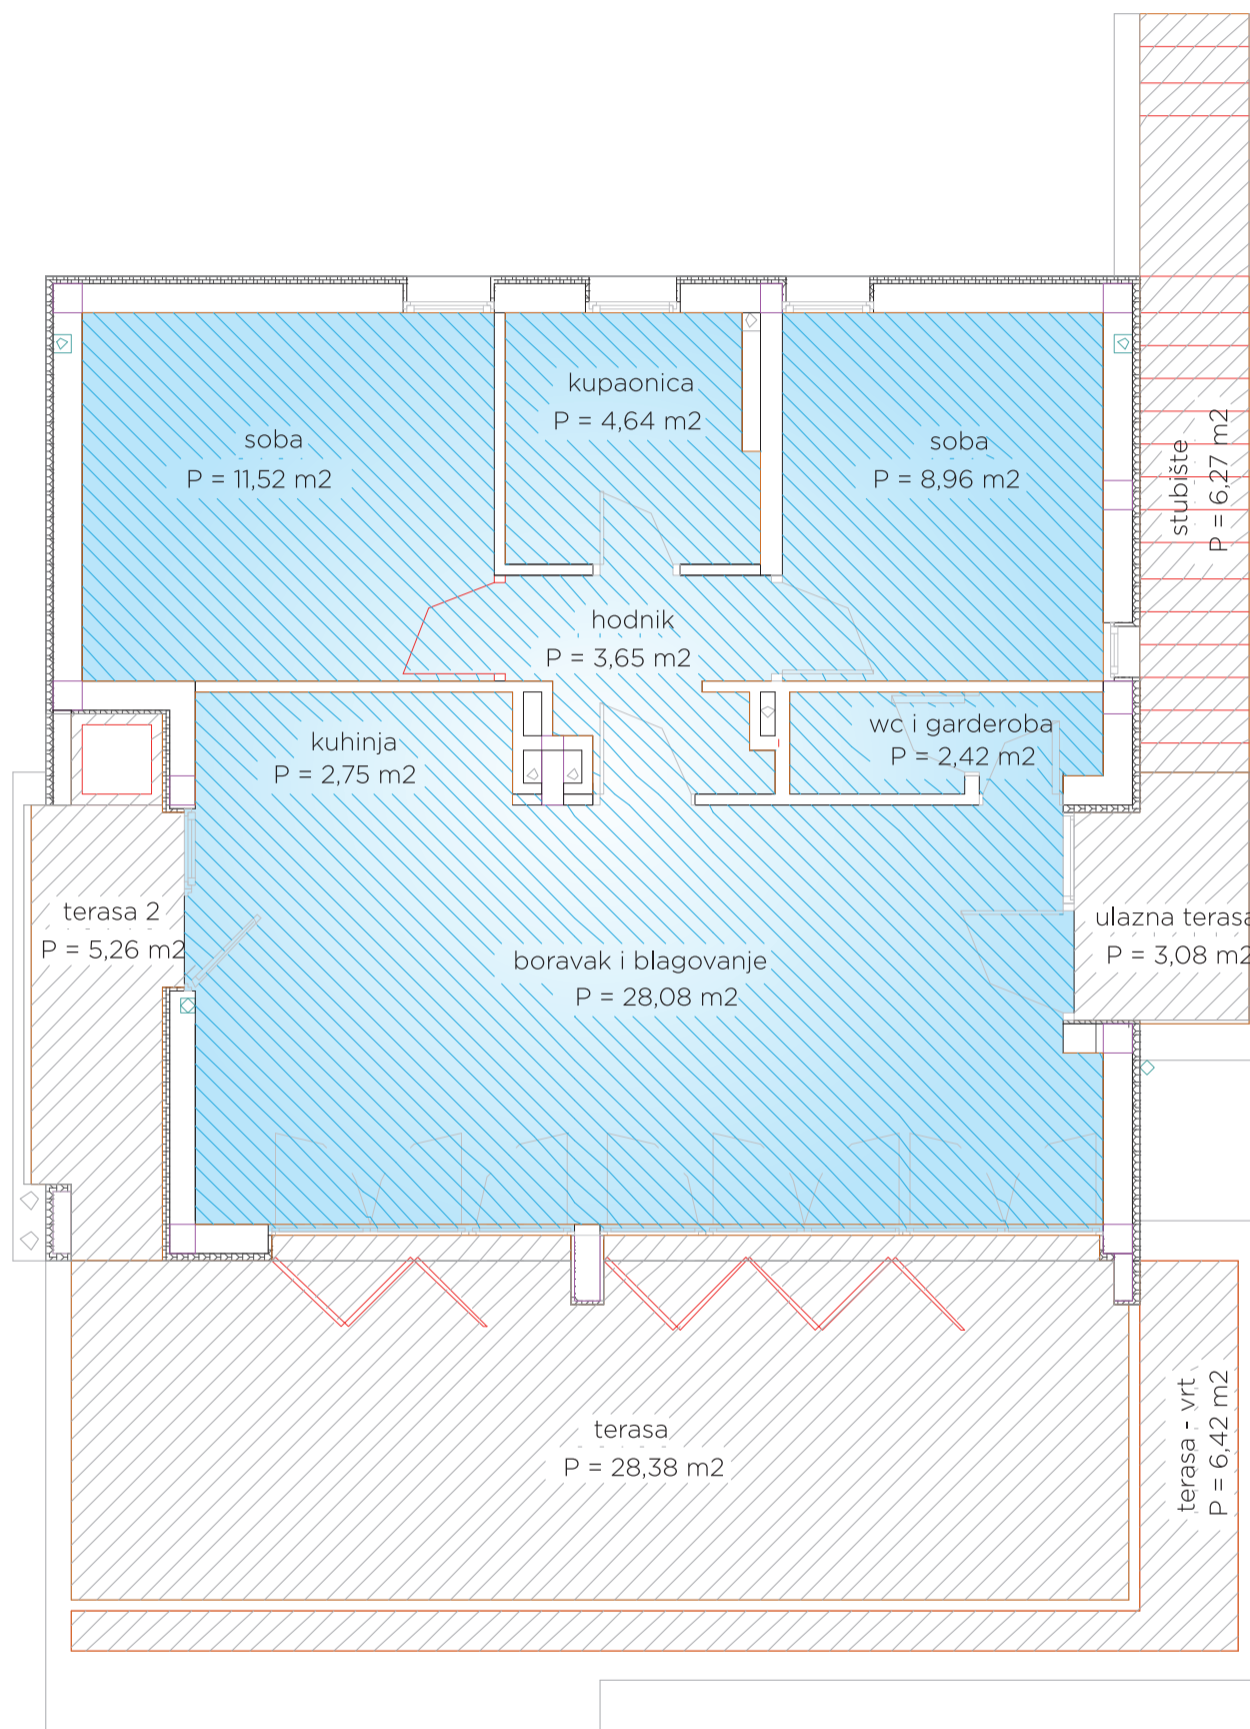 kupaonica
P = 4,64 m2
soba
P = 11,52 m2
soba
P = 8,96 m2
stubište
P = 6,27 m2
hodnik
P = 3,65 m2
kuhinja
P = 2,75 m2
wc i garderoba
P = 2,42 m2
terasa 2
P = 5,26 m2
boravak i blagovanje
P = 28,08 m2
ulazna terasa
P = 3,08 m2
terasa
P = 28,38 m2
terasa - vrt
P = 6,42 m2